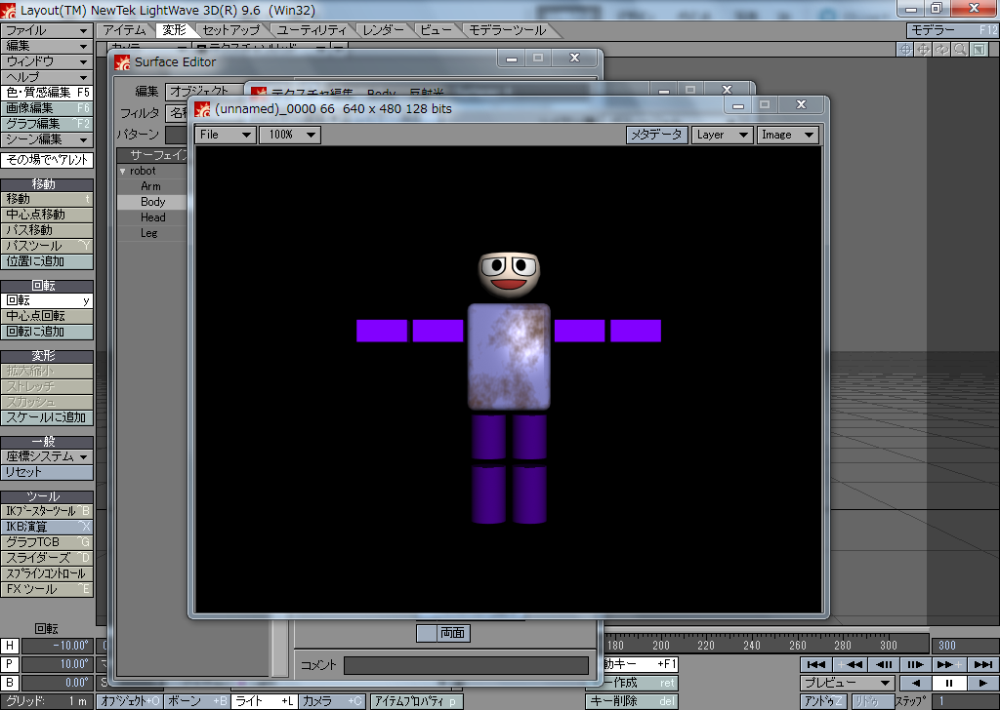 Layout(TM) NewTek LightWave 3D(R) 9.6 (Win32)
ファイル
編集
ウィンドウ
ヘルプ
色・質感編集 F5
画像編集 F6
グラフ編集 F2
シーン編集
その場でペアレント
移動
移動 t
中心点移動
パス移動
パスツール Y
位置に追加
回転
回転 y
中心点回転
回転に追加
変形
拡大縮小
ストレッチ
スカッシュ
スケールに追加
一般
座標システム
リセット
ツール
IKブースターツール ^B
IKB演算 ^X
グラフTCB ^G
スライダーズ ^D
スプラインコントロール
FX ツール ^E
アイテム 変形 セットアップ ユーティリティ レンダー ビュー モデラーツール
モデラー F12
Surface Editor
編集 オブジェクト
フィルタ 名称
パターン
サーフェイス
robot
Arm
Body
Head
Leg
テクスチャ編集 Body 反射光
(unnamed)_0000 66 640 x 480 128 bits
File 100% メタデータ Layer Image
両面
コメント
回転
H -10.00°
P 10.00°
B 0.00°
グリッド: 1 m
180 200 220 240 260 280 300 300
動キー +F1
作成 ret
キー削除 del
プレビュー
アンドゥZ リドゥ ステップ 1
オブジェクト+O ボーン +B ライト +L カメラ +C アイテムプロパティ p